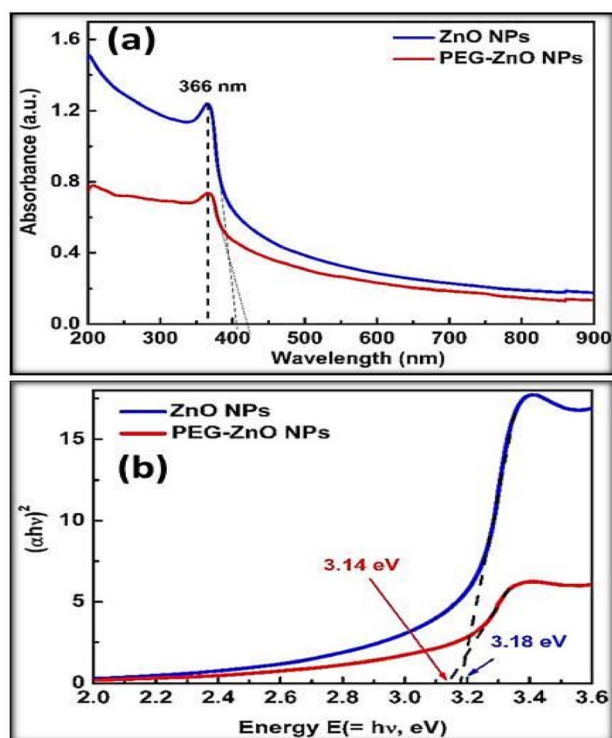 (a)
ZnO NPs
PEG-ZnO NPs
366 nm
Absorbance (a.u.)
1.6
1.2
0.8
0.4
0.0
200 300 400 500 600 700 800 900
Wavelength (nm)
ZnO NPs
PEG-ZnO NPs
(b)
(αhν)²
15
10
5
0
3.14 eV
3.18 eV
2.0 2.2 2.4 2.6 2.8 3.0 3.2 3.4 3.6
Energy E(= hν, eV)